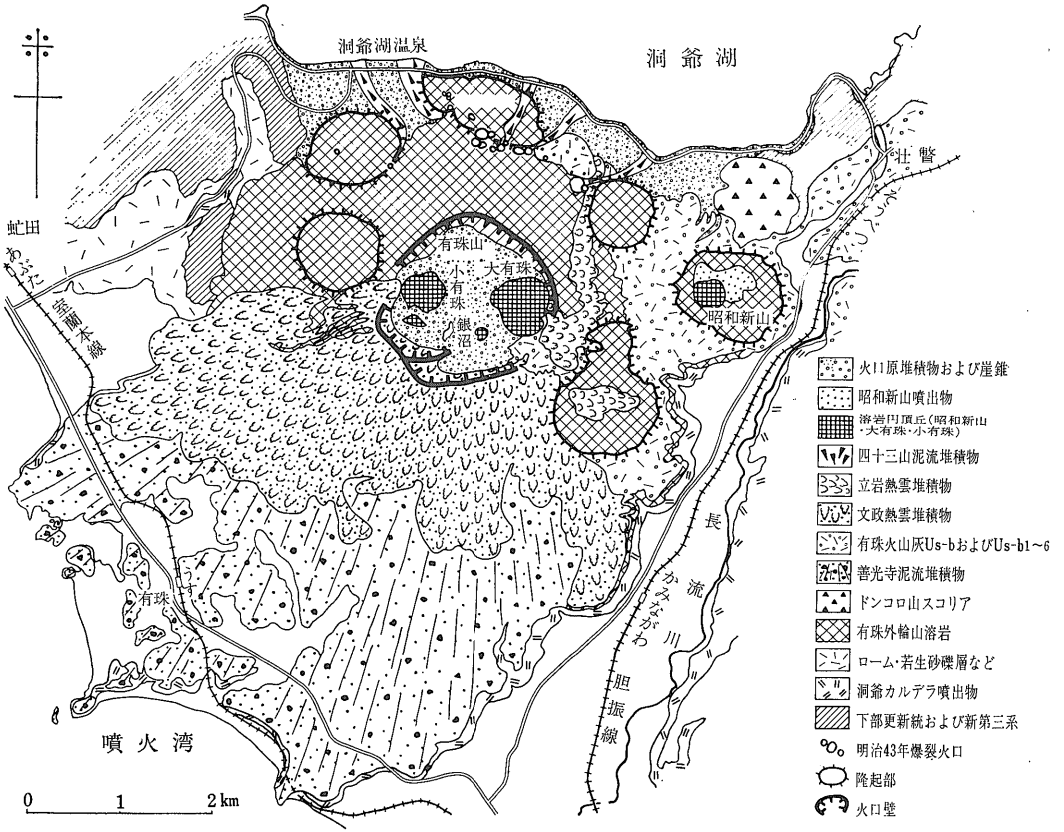 洞爺湖温泉
洞爺湖
壮瞥
虻田
あぶた
室蘭本線
有珠山
小有珠
大有珠
銀沼
昭和新山
有珠
うす
長流川
かみながわ
胆振線
噴火湾
0 1 2km
火口原堆積物および崖錐
昭和新山噴出物
溶岩円頂丘(昭和新山
・大有珠・小有珠)
四十三山泥流堆積物
立岩熱雲堆積物
文政熱雲堆積物
有珠火山灰Us-bおよびUs-b1~6
善光寺泥流堆積物
ドンコロ山スコリア
有珠外輪山溶岩
ローム・若生砂礫層など
洞爺カルデラ噴出物
下部更新統および新第三系
明治43年爆裂火口
隆起部
火口壁